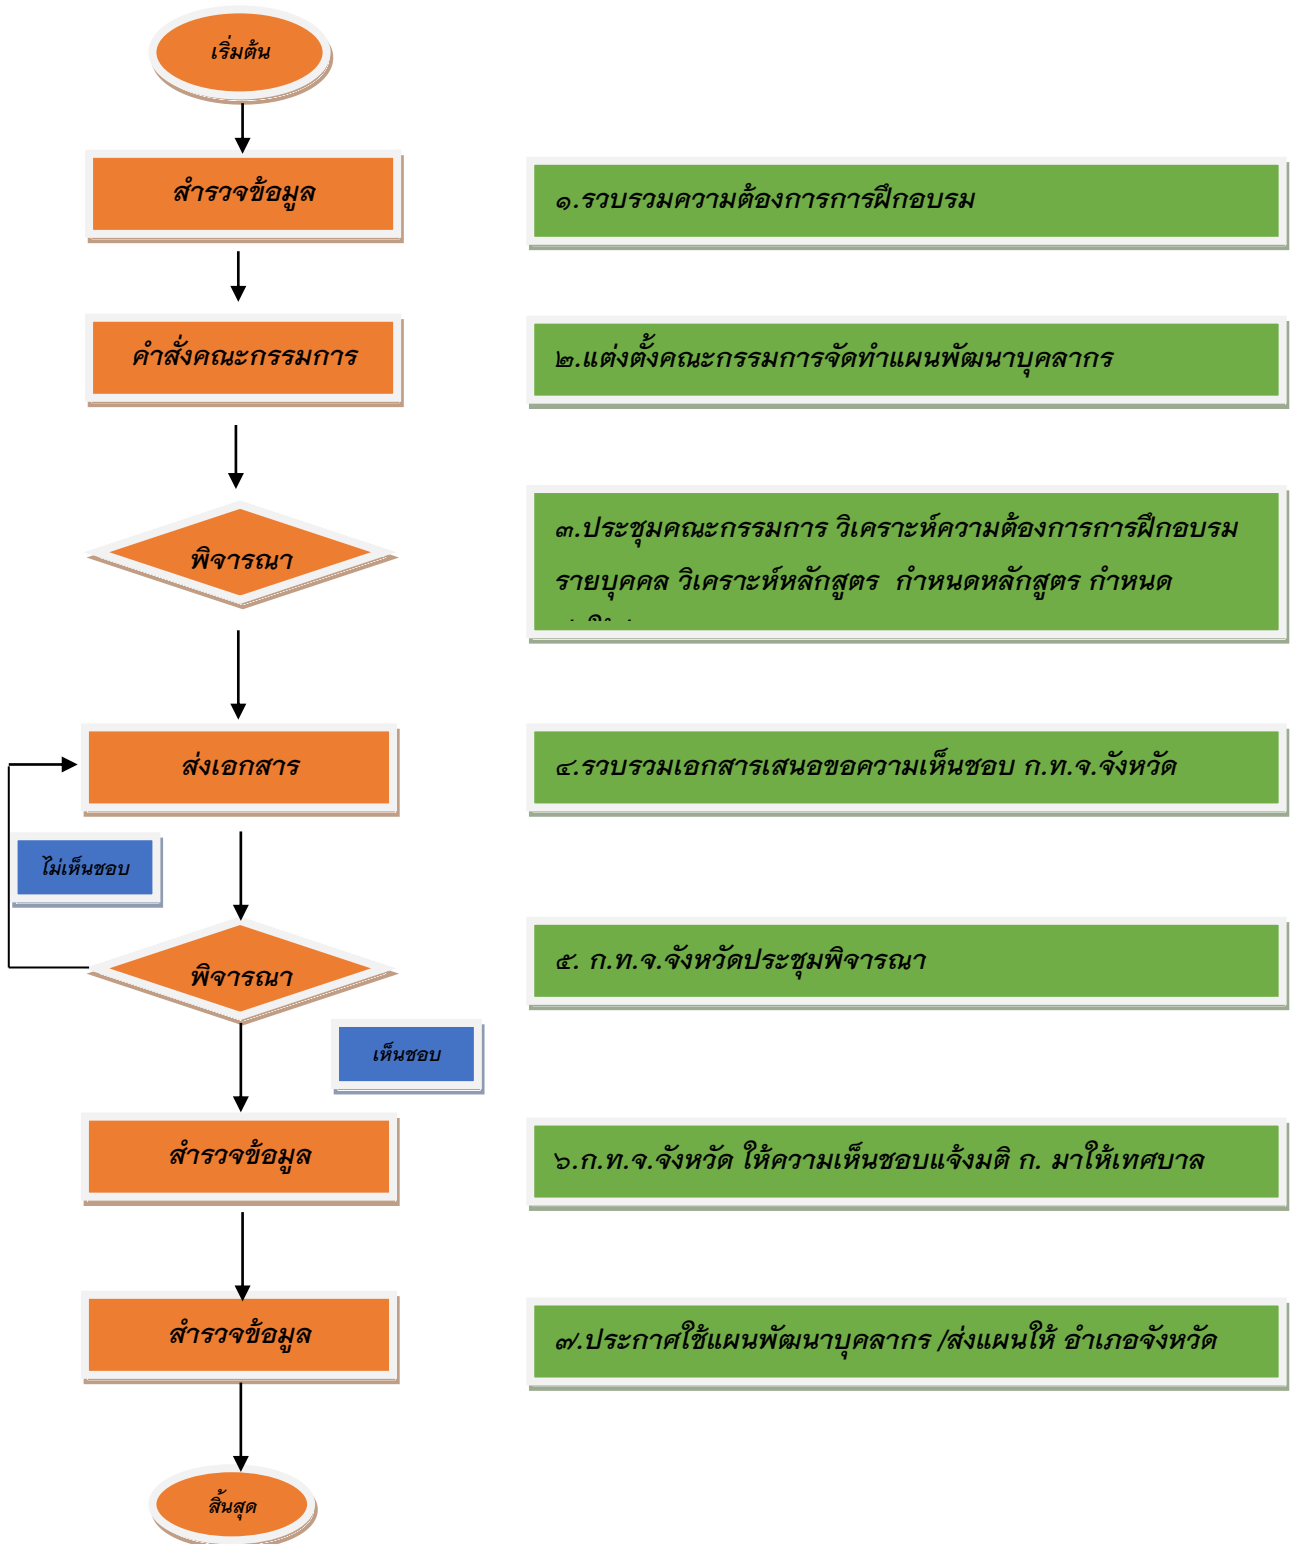 เริ่มต้น
สำรวจข้อมูล
๑.รวบรวมความต้องการการฝึกอบรม
คำสั่งคณะกรรมการ
๒.แต่งตั้งคณะกรรมการจัดทำแผนพัฒนาบุคลากร
พิจารณา
๓.ประชุมคณะกรรมการ วิเคราะห์ความต้องการการฝึกอบรม
รายบุคคล วิเคราะห์หลักสูตร กำหนดหลักสูตร กำหนด
ส่งเอกสาร
๔.รวบรวมเอกสารเสนอขอความเห็นชอบ ก.ท.จ.จังหวัด
ไม่เห็นชอบ
พิจารณา
๕. ก.ท.จ.จังหวัดประชุมพิจารณา
เห็นชอบ
สำรวจข้อมูล
๖.ก.ท.จ.จังหวัด ให้ความเห็นชอบแจ้งมติ ก. มาให้เทศบาล
สำรวจข้อมูล
๗.ประกาศใช้แผนพัฒนาบุคลากร /ส่งแผนให้ อำเภอจังหวัด
สิ้นสุด